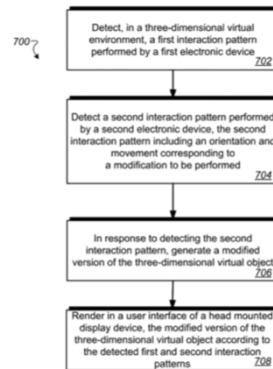 700
Detect, in a three-dimensional virtual
environment, a first interaction pattern
performed by a first electronic device
702
Detect a second interaction pattern performed
by a second electronic device, the second
interaction pattern including an orientation and
movement corresponding to
a modification to be performed
704
In response to detecting the second
interaction pattern, generate a modified
version of the three-dimensional virtual object
706
Render in a user interface of a head mounted
display device, the modified version of the
three-dimensional virtual object according to
the detected first and second interaction
patterns
708